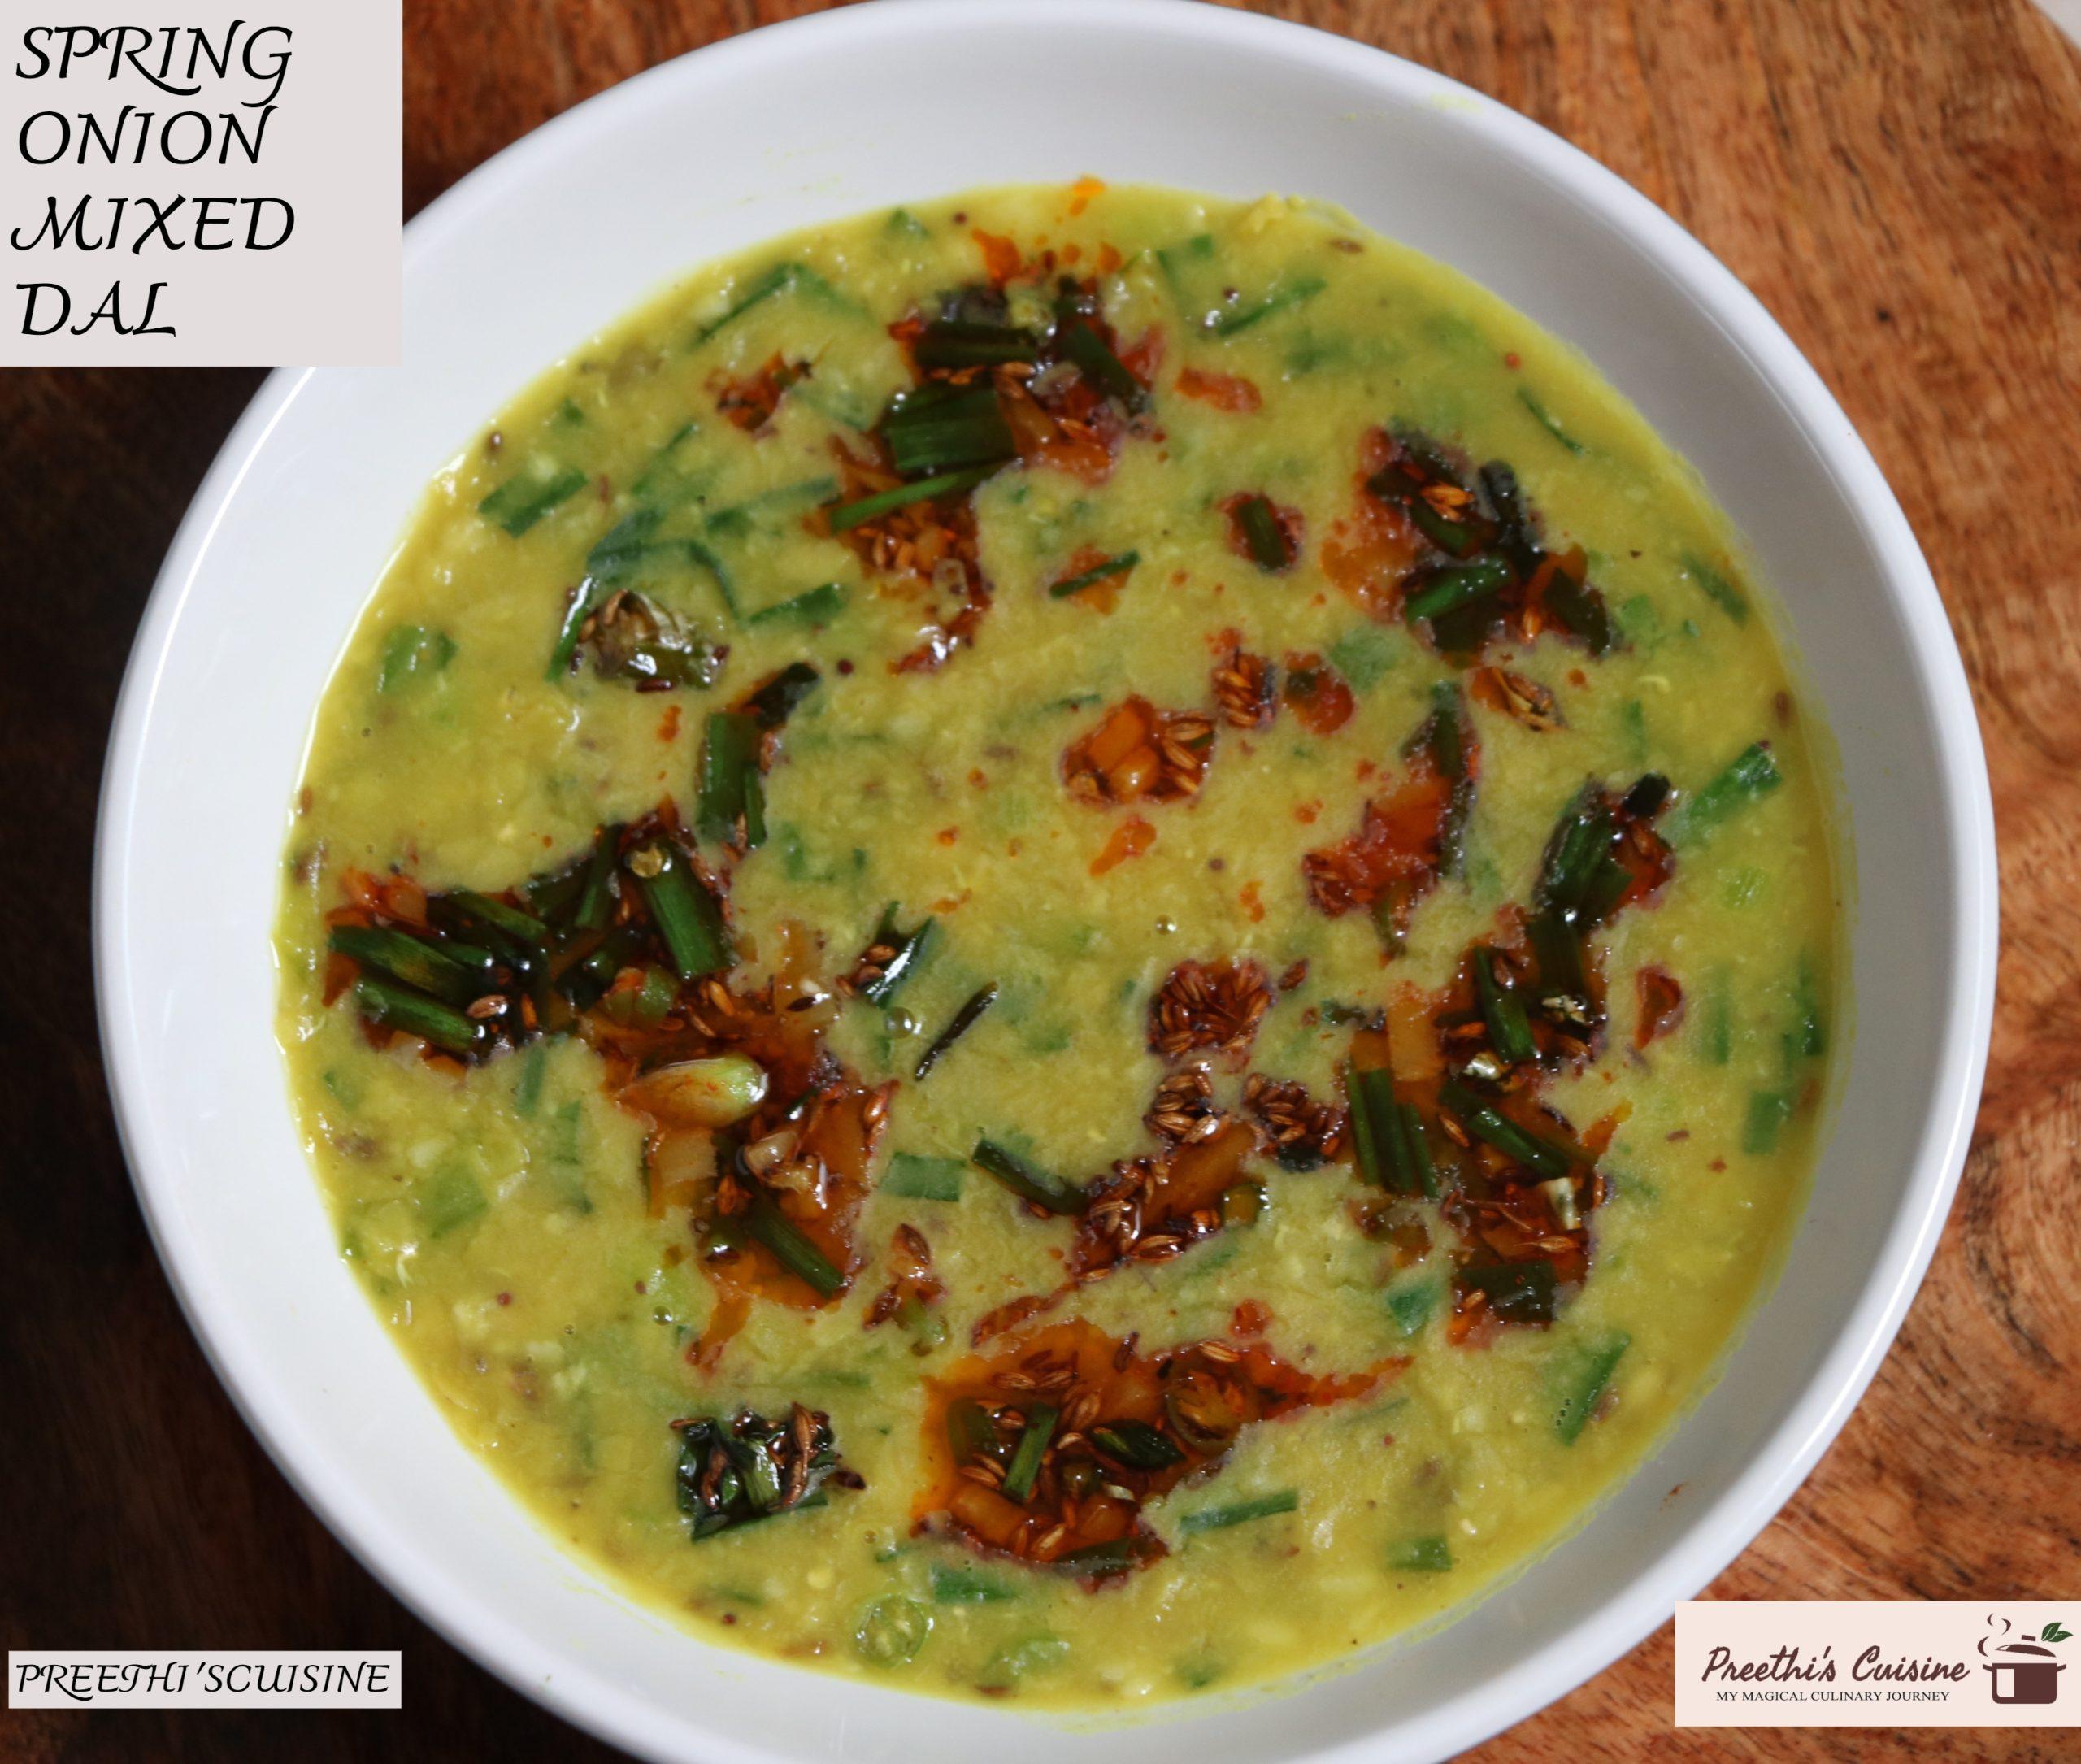 SPRING
ONION
MIXED
DAL
PREETHI'SCUISINE
Preethi's Cuisine
MY MAGICAL CULINARY JOURNEY